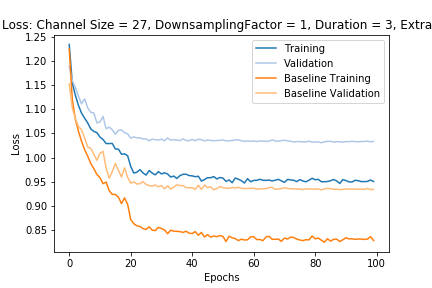 Loss: Channel Size = 27, DownsamplingFactor = 1, Duration = 3, Extra
1.25
1.20
1.15
1.10
1.05
1.00
0.95
0.90
0.85
Loss
Training
Validation
Baseline Training
Baseline Validation
0 20 40 60 80 100
Epochs